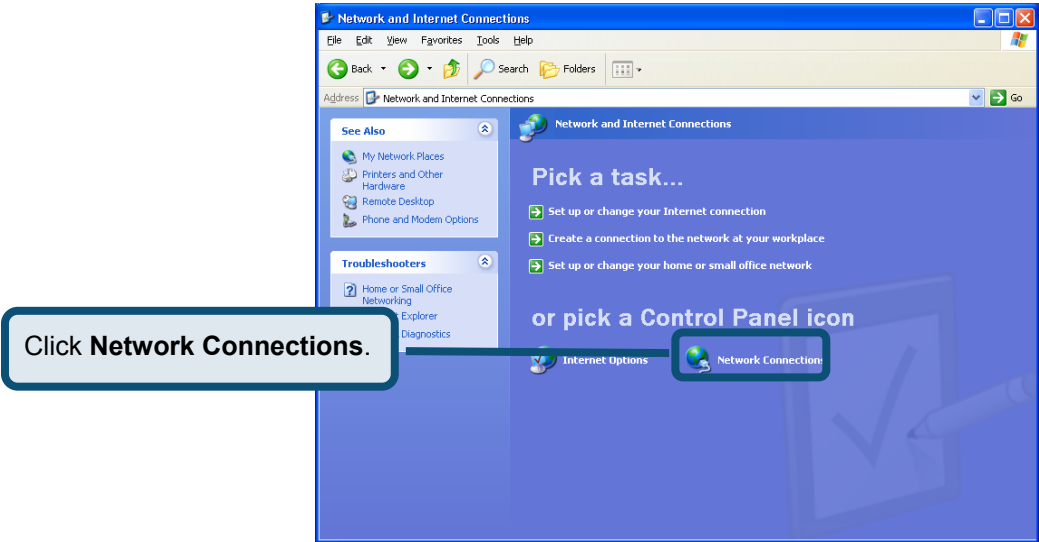 Network and Internet Connections
File Edit View Favorites Tools Help
Back Search Folders
Address Network and Internet Connections Go
See Also
My Network Places
Printers and Other
Hardware
Remote Desktop
Phone and Modem Options
Troubleshooters
Home or Small Office
Networking
Explorer
Diagnostics
Network and Internet Connections
Pick a task...
Set up or change your Internet connection
Create a connection to the network at your workplace
Set up or change your home or small office network
or pick a Control Panel icon
Internet Options
Network Connections
Click Network Connections.